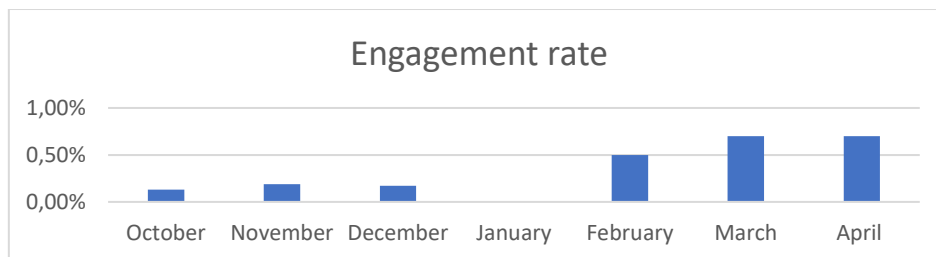 Engagement rate
1,00%
0,50%
0,00%
October November December January February March April